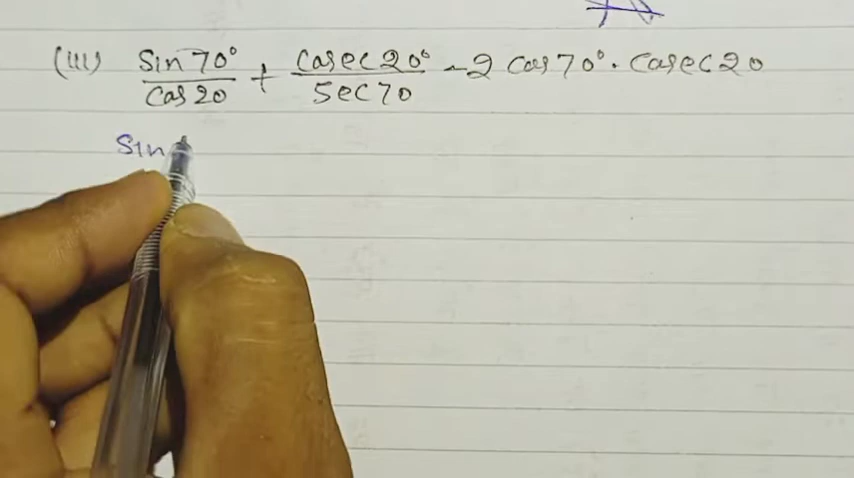 (III) Sin 70° / Cos 20 + Cosec 20° / Sec 70 - 2 Cos 70° · Cosec 20
Sin